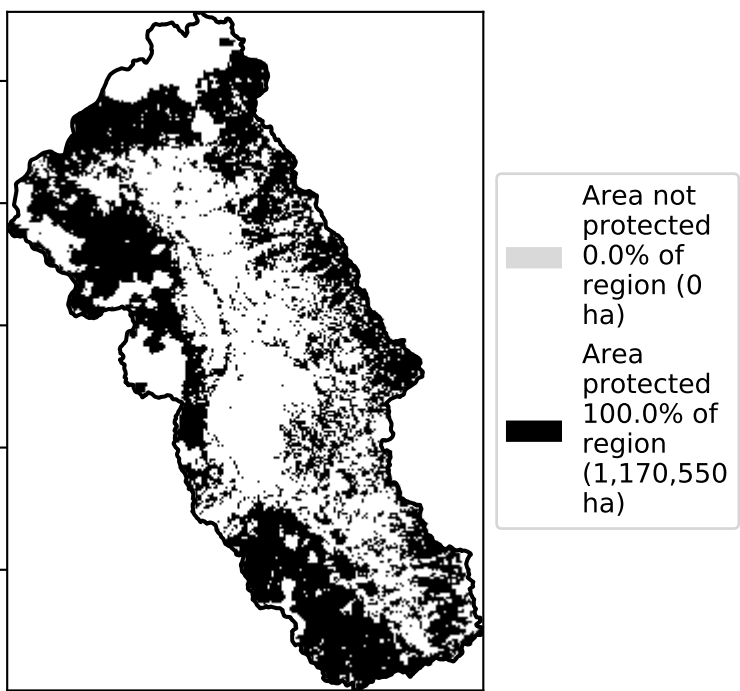 Area not
protected
0.0% of
region (0
ha)
Area
protected
100.0% of
region
(1,170,550
ha)